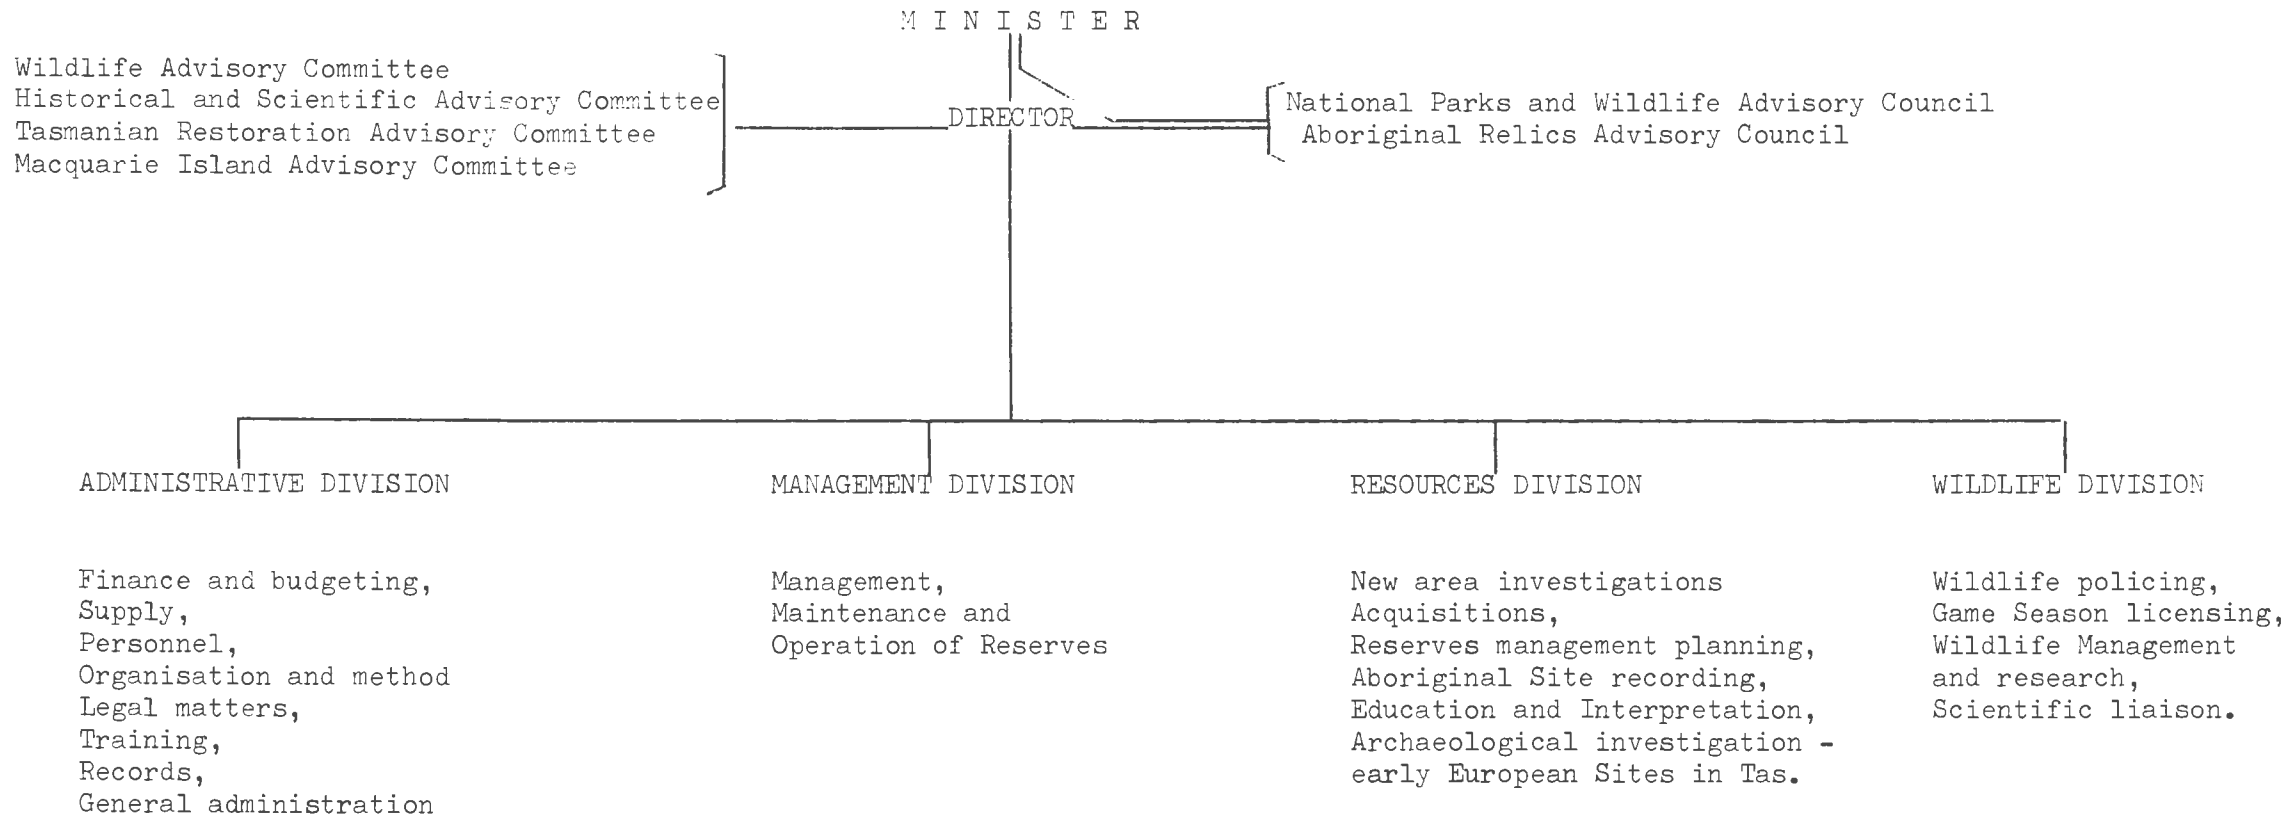 M I N I S T E R
Wildlife Advisory Committee
Historical and Scientific Advisory Committee
Tasmanian Restoration Advisory Committee
Macquarie Island Advisory Committee
DIRECTOR
National Parks and Wildlife Advisory Council
Aboriginal Relics Advisory Council
ADMINISTRATIVE DIVISION
Finance and budgeting,
Supply,
Personnel,
Organisation and method
Legal matters,
Training,
Records,
General administration
MANAGEMENT DIVISION
Management,
Maintenance and
Operation of Reserves
RESOURCES DIVISION
New area investigations
Acquisitions,
Reserves management planning,
Aboriginal Site recording,
Education and Interpretation,
Archaeological investigation -
early European Sites in Tas.
WILDLIFE DIVISION
Wildlife policing,
Game Season licensing,
Wildlife Management
and research,
Scientific liaison.